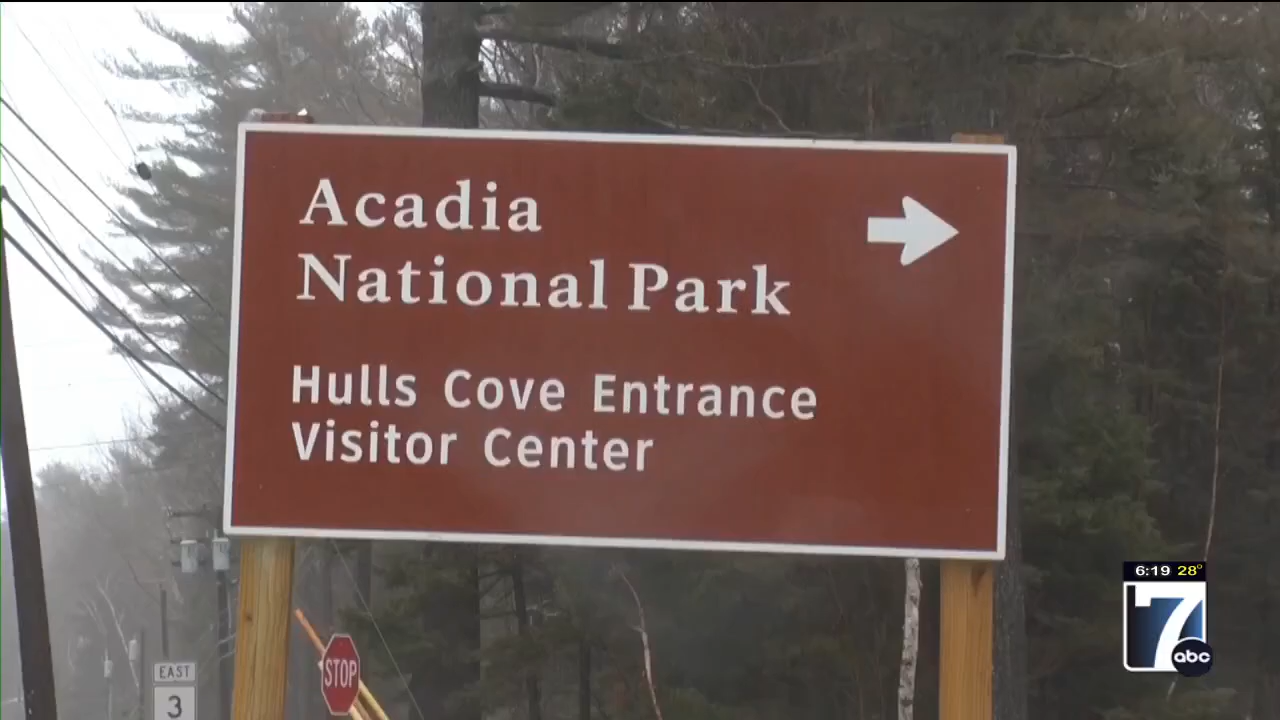 Acadia
National Park
Hulls Cove Entrance
Visitor Center
STOP
EAST
3
6:19 28°
7
abc